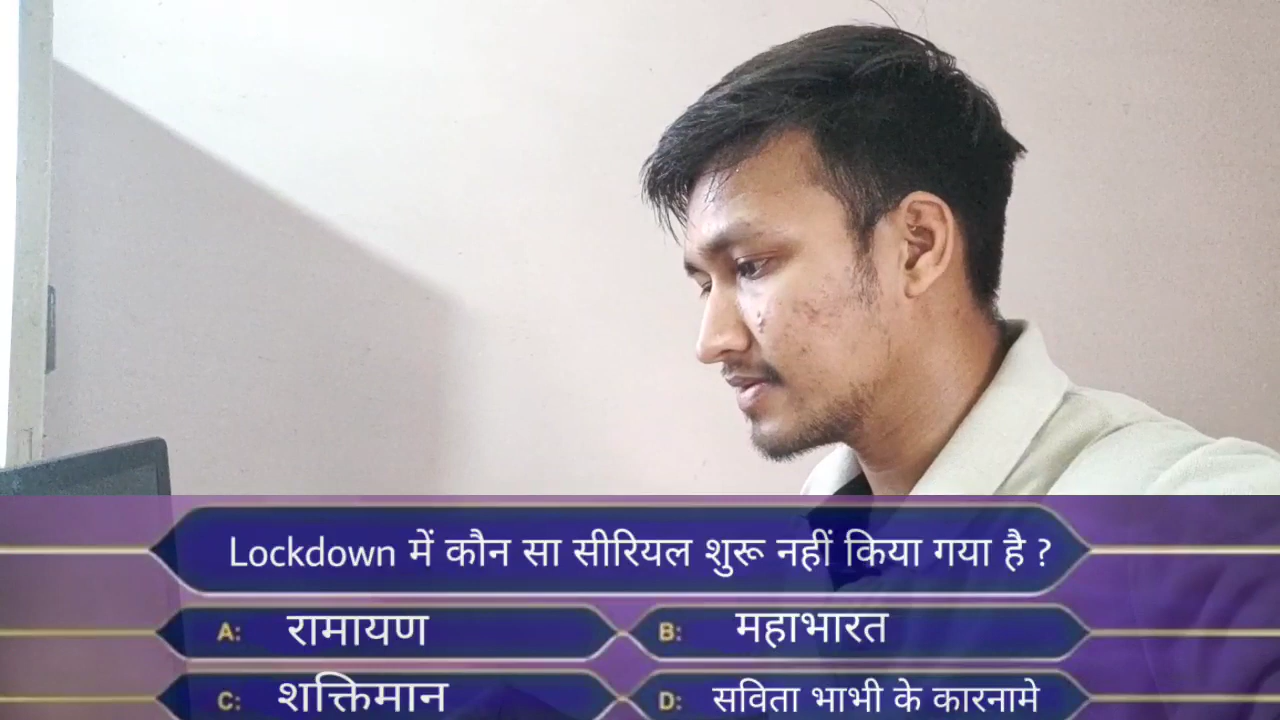 Lockdown में कौन सा सीरियल शुरू नहीं किया गया है ?
A: रामायण
B: महाभारत
C: शक्तिमान
D: सविता भाभी के कारनामे